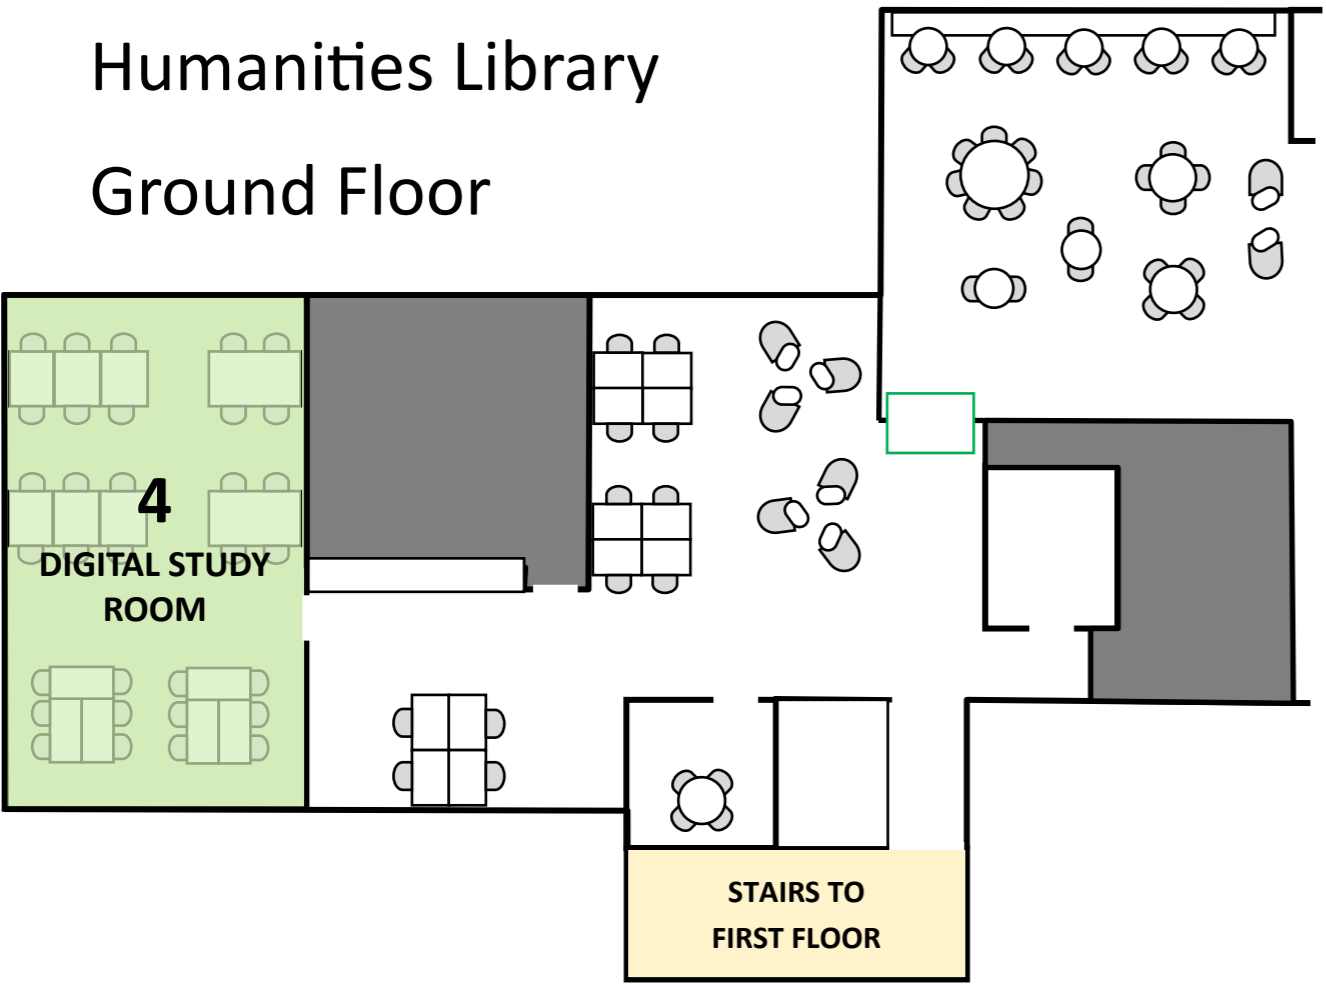 Humanities Library
Ground Floor
4
DIGITAL STUDY
ROOM
STAIRS TO
FIRST FLOOR